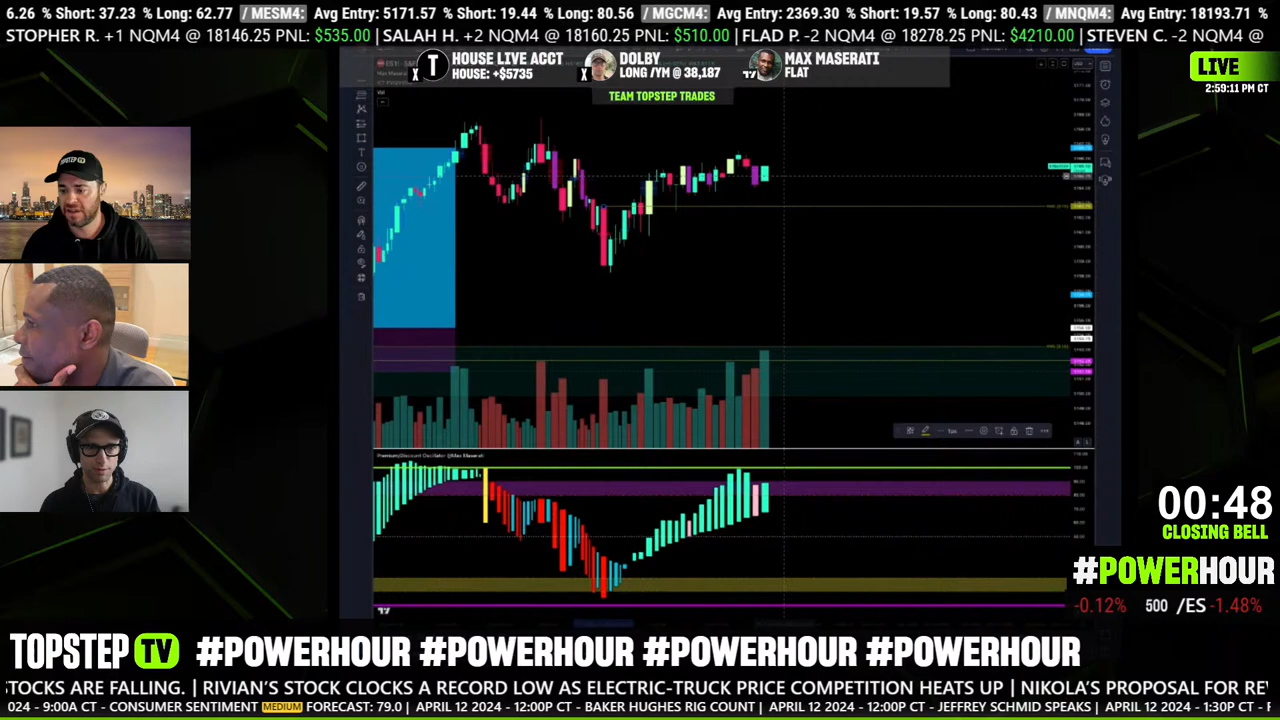 6.26 % Short: 37.23 % Long: 62.77 / MESM4: Avg Entry: 5171.57 % Short: 19.44 % Long: 80.56 / MGCM4: Avg Entry: 2369.30 % Short: 19.57 % Long: 80.43 / MNQM4: Avg Entry: 18193.71 %
STOPHER R. +1 NQM4 @ 18146.25 PNL: $535.00 | SALAH H. +2 NQM4 @ 18160.25 PNL: $510.00 | FLAD P. -2 NQM4 @ 18278.25 PNL: $4210.00 | STEVEN C. -2 NQM4 @
X T HOUSE LIVE ACCT
HOUSE: +$5735
X DOLBY
LONG /YM @ 38,187
MAX MASERATI
FLAT
TEAM TOPSTEP TRADES
LIVE
2:59:11 PM CT
TOPSTEP
Premium/Discount Oscillator @Max Maserati
00:48
CLOSING BELL
#POWERHOUR
-0.12% 500 /ES -1.48%
TOPSTEP TV #POWERHOUR #POWERHOUR #POWERHOUR #POWERHOUR
STOCKS ARE FALLING. | RIVIAN'S STOCK CLOCKS A RECORD LOW AS ELECTRIC-TRUCK PRICE COMPETITION HEATS UP | NIKOLA'S PROPOSAL FOR RE
024 - 9:00A CT - CONSUMER SENTIMENT MEDIUM FORECAST: 79.0 | APRIL 12 2024 - 12:00P CT - BAKER HUGHES RIG COUNT | APRIL 12 2024 - 12:00P CT - JEFFREY SCHMID SPEAKS | APRIL 12 2024 - 1:30P CT - F